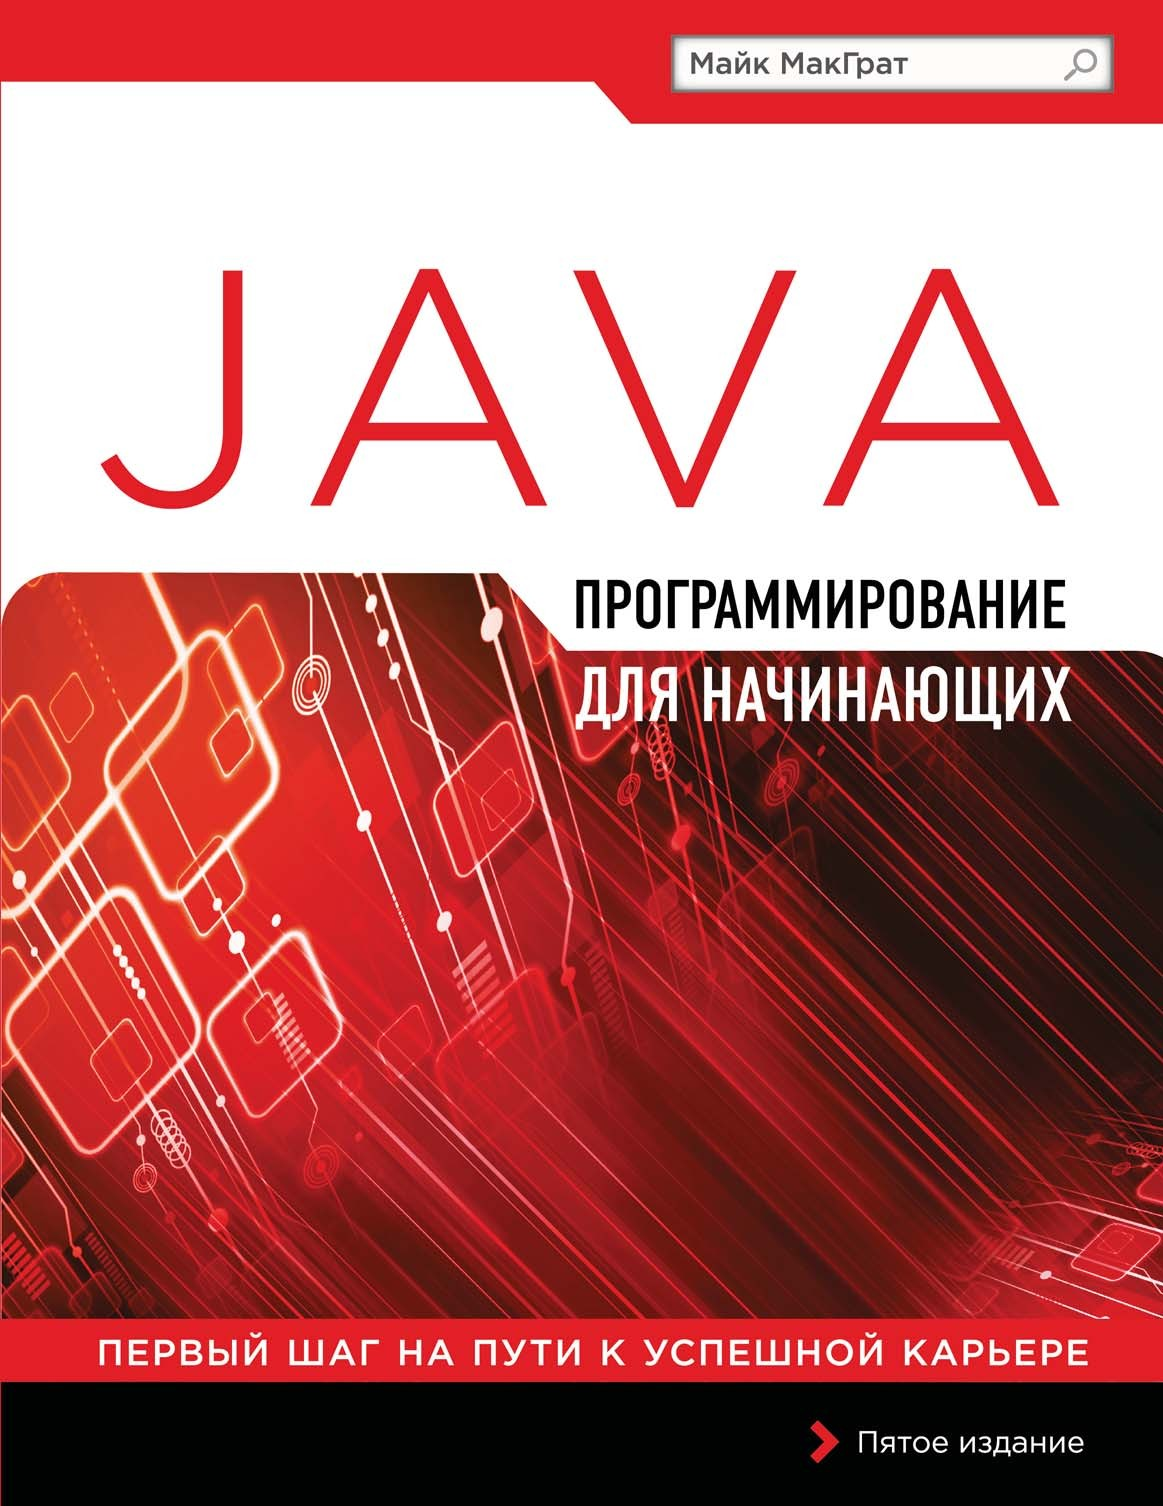 Майк МакГрат
JAVA
ПРОГРАММИРОВАНИЕ
ДЛЯ НАЧИНАЮЩИХ
ПЕРВЫЙ ШАГ НА ПУТИ К УСПЕШНОЙ КАРЬЕРЕ
Пятое издание